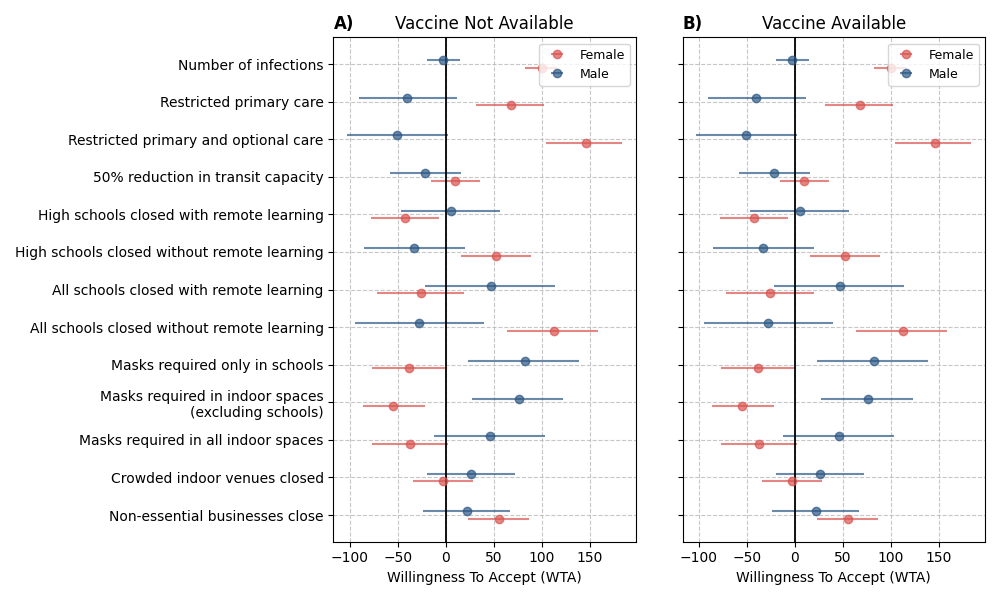 A) Vaccine Not Available
B) Vaccine Available
Female
Male
Female
Male
Number of infections
Restricted primary care
Restricted primary and optional care
50% reduction in transit capacity
High schools closed with remote learning
High schools closed without remote learning
All schools closed with remote learning
All schools closed without remote learning
Masks required only in schools
Masks required in indoor spaces
(excluding schools)
Masks required in all indoor spaces
Crowded indoor venues closed
Non-essential businesses close
−100 −50 0 50 100 150
−100 −50 0 50 100 150
Willingness To Accept (WTA)
Willingness To Accept (WTA)